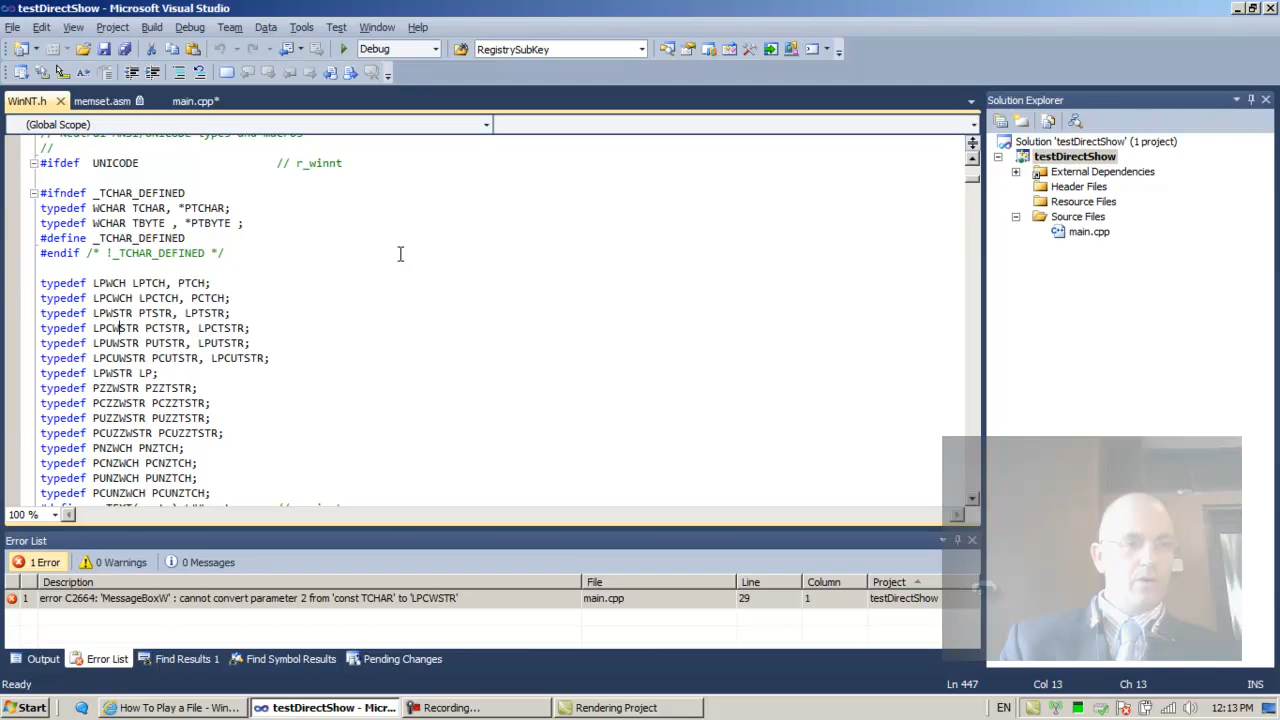 testDirectShow - Microsoft Visual Studio
File Edit View Project Build Debug Team Data Tools Test Window Help
Debug RegistrySubKey
WinNT.h memset.asm main.cpp*
(Global Scope)
// Neutral ANSI/UNICODE types and macros
//
#ifdef UNICODE // r_winnt
#ifndef _TCHAR_DEFINED
typedef WCHAR TCHAR, *PTCHAR;
typedef WCHAR TBYTE , *PTBYTE ;
#define _TCHAR_DEFINED
#endif /* !_TCHAR_DEFINED */
typedef LPWCH LPTCH, PTCH;
typedef LPCWCH LPCTCH, PCTCH;
typedef LPWSTR PTSTR, LPTSTR;
typedef LPCWSTR PCTSTR, LPCTSTR;
typedef LPUWSTR PUTSTR, LPUTSTR;
typedef LPCUWSTR PCUTSTR, LPCUTSTR;
typedef LPWSTR LP;
typedef PZZWSTR PZZTSTR;
typedef PCZZWSTR PCZZTSTR;
typedef PUZZWSTR PUZZTSTR;
typedef PCUZZWSTR PCUZZTSTR;
typedef PNZWCH PNZTCH;
typedef PCNZWCH PCNZTCH;
typedef PUNZWCH PUNZTCH;
typedef PCUNZWCH PCUNZTCH;
100 %
Solution Explorer
Solution 'testDirectShow' (1 project)
testDirectShow
External Dependencies
Header Files
Resource Files
Source Files
main.cpp
Error List
1 Error 0 Warnings 0 Messages
Description File Line Column Project
1 error C2664: 'MessageBoxW' : cannot convert parameter 2 from 'const TCHAR' to 'LPCWSTR' main.cpp 29 1 testDirectShow
Output Error List Find Results 1 Find Symbol Results Pending Changes
Ready Ln 447 Col 13 Ch 13 INS
Start How To Play a File - Win... testDirectShow - Micr... Recording... Rendering Project EN 12:13 PM